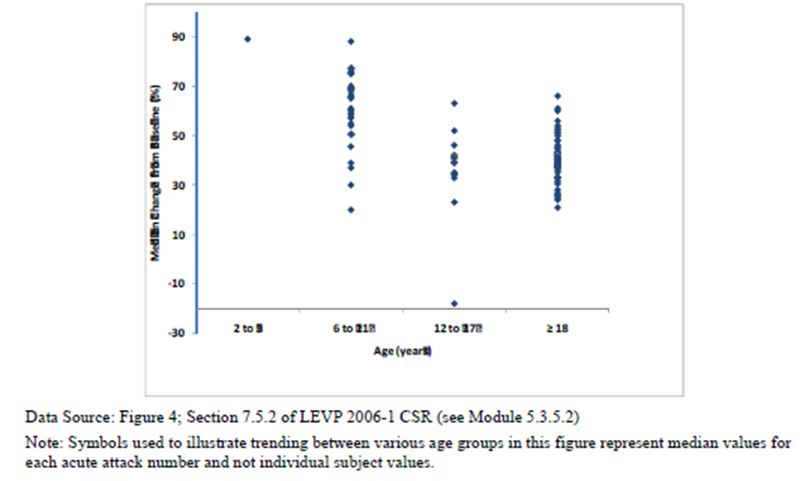 90
70
50
30
10
-10
-30
from
2 to
6 to
12 to
≥ 18
Age
Data Source: Figure 4; Section 7.5.2 of LEVP 2006-1 CSR (see Module 5.3.5.2)
Note: Symbols used to illustrate trending between various age groups in this figure represent median values for
each acute attack number and not individual subject values.